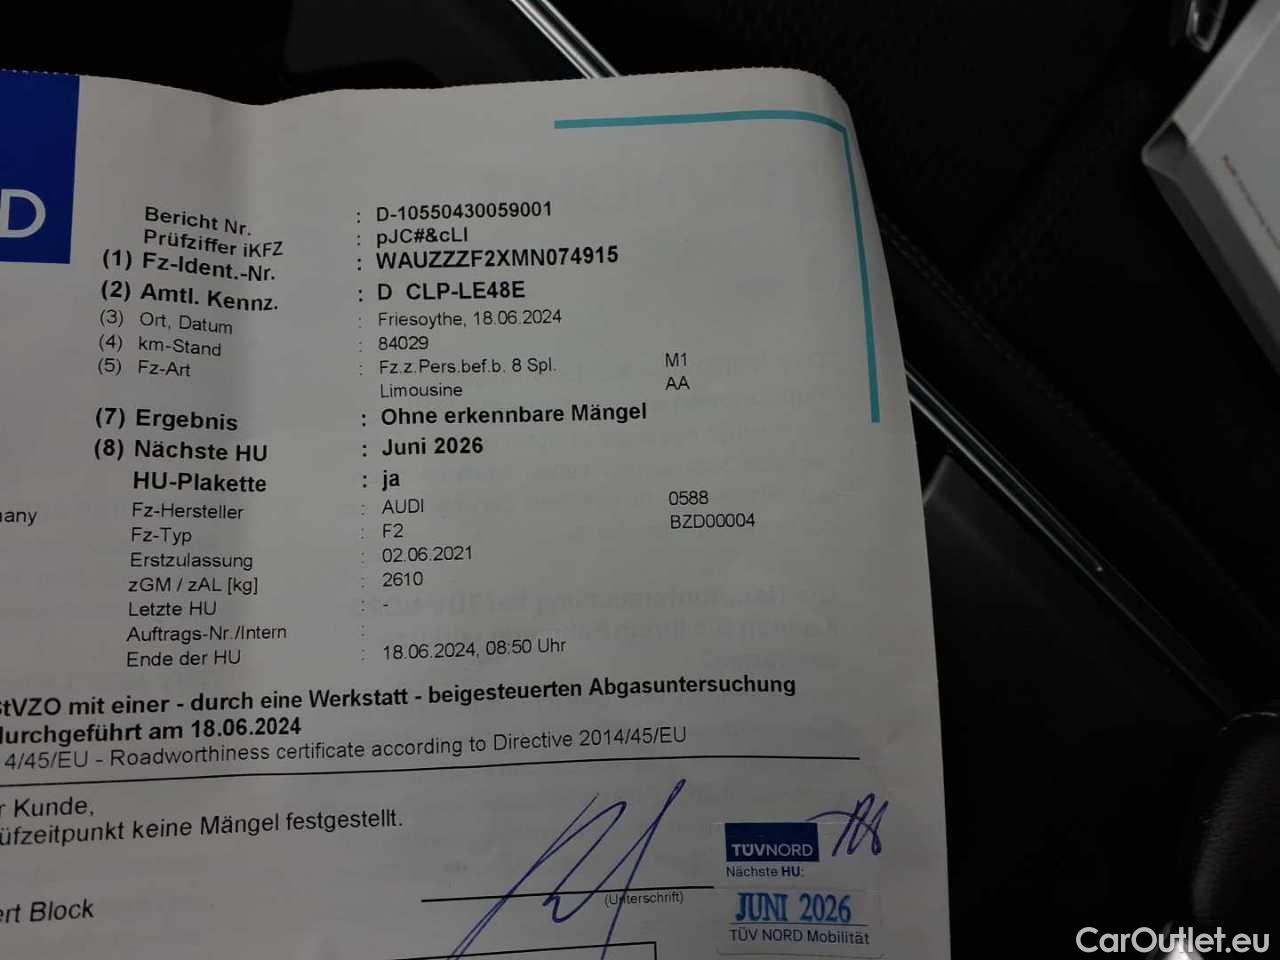 D
Bericht Nr. : D-10550430059001
Prüfziffer iKFZ : pJC#&cLI
(1) Fz-Ident.-Nr. : WAUZZZF2XMN074915
(2) Amtl. Kennz. : D CLP-LE48E
(3) Ort, Datum : Friesoythe, 18.06.2024
(4) km-Stand : 84029
(5) Fz-Art : Fz.z.Pers.bef.b. 8 Spl. M1
Limousine AA
(7) Ergebnis : Ohne erkennbare Mängel
(8) Nächste HU : Juni 2026
HU-Plakette : ja
Fz-Hersteller : AUDI 0588
Fz-Typ : F2 BZD00004
Erstzulassung : 02.06.2021
zGM / zAL [kg] : 2610
Letzte HU : -
Auftrags-Nr./Intern :
Ende der HU : 18.06.2024, 08:50 Uhr
any
StVZO mit einer - durch eine Werkstatt - beigesteuerten Abgasuntersuchung
durchgeführt am 18.06.2024
4/45/EU - Roadworthiness certificate according to Directive 2014/45/EU
r Kunde,
üfzeitpunkt keine Mängel festgestellt.
ert Block
(Unterschrift)
TÜVNORD
Nächste HU:
JUNI 2026
TÜV NORD Mobilität
CarOutlet.eu